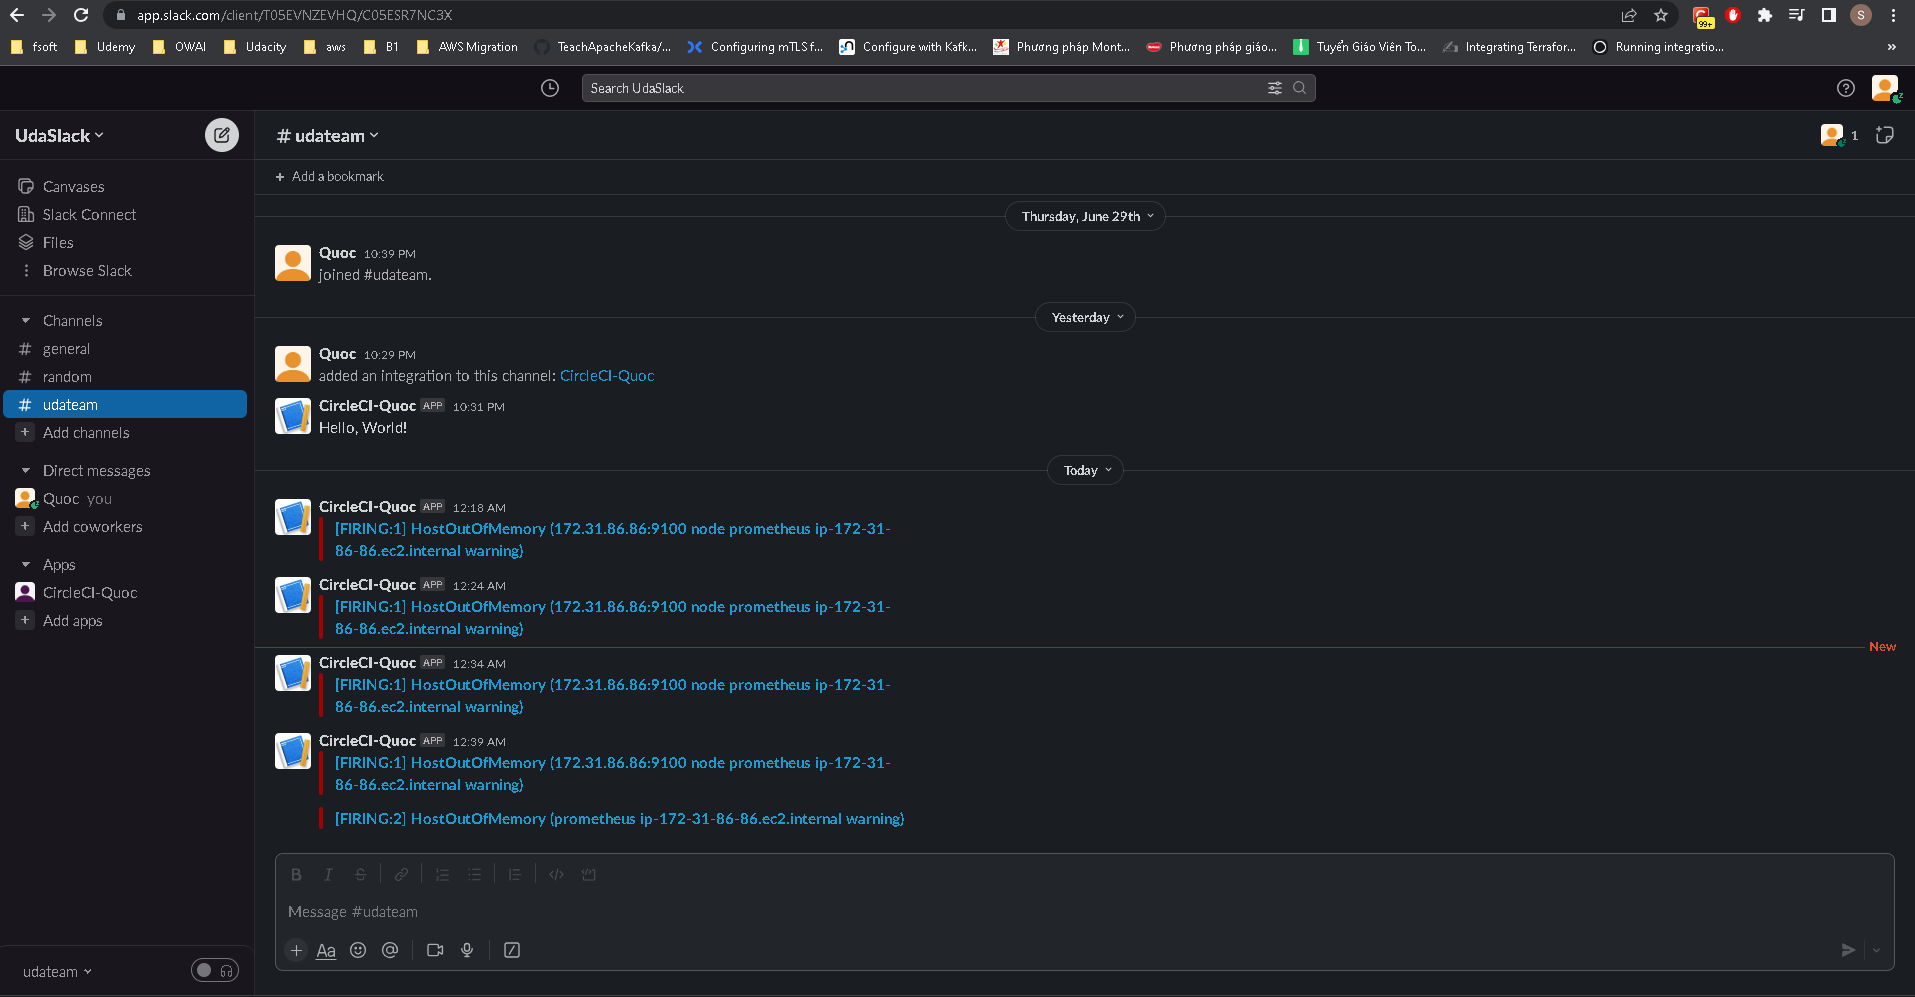 app.slack.com/client/T05EVNZEVHQ/C05ESR7NC3X
99+
S
fsoft Udemy OWAI Udacity aws B1 AWS Migration TeachApacheKafka/... Configuring mTLS f... Configure with Kafk... Phương pháp Mont... Phương pháp giáo... Tuyển Giáo Viên To... Integrating Terrafor... Running integratio... »
Search UdaSlack
UdaSlack
# udateam
1
+ Add a bookmark
Canvases
Slack Connect
Files
Browse Slack
Channels
# general
# random
# udateam
+ Add channels
Direct messages
Quoc you
+ Add coworkers
Apps
CircleCI-Quoc
+ Add apps
Thursday, June 29th
Quoc 10:39 PM
joined #udateam.
Yesterday
Quoc 10:29 PM
added an integration to this channel: CircleCI-Quoc
CircleCI-Quoc APP 10:31 PM
Hello, World!
Today
CircleCI-Quoc APP 12:18 AM
[FIRING:1] HostOutOfMemory (172.31.86.86:9100 node prometheus ip-172-31-
86-86.ec2.internal warning)
CircleCI-Quoc APP 12:24 AM
[FIRING:1] HostOutOfMemory (172.31.86.86:9100 node prometheus ip-172-31-
86-86.ec2.internal warning)
New
CircleCI-Quoc APP 12:34 AM
[FIRING:1] HostOutOfMemory (172.31.86.86:9100 node prometheus ip-172-31-
86-86.ec2.internal warning)
CircleCI-Quoc APP 12:39 AM
[FIRING:1] HostOutOfMemory (172.31.86.86:9100 node prometheus ip-172-31-
86-86.ec2.internal warning)
[FIRING:2] HostOutOfMemory (prometheus ip-172-31-86-86.ec2.internal warning)
B I S
Message #udateam
+ Aa @
udateam